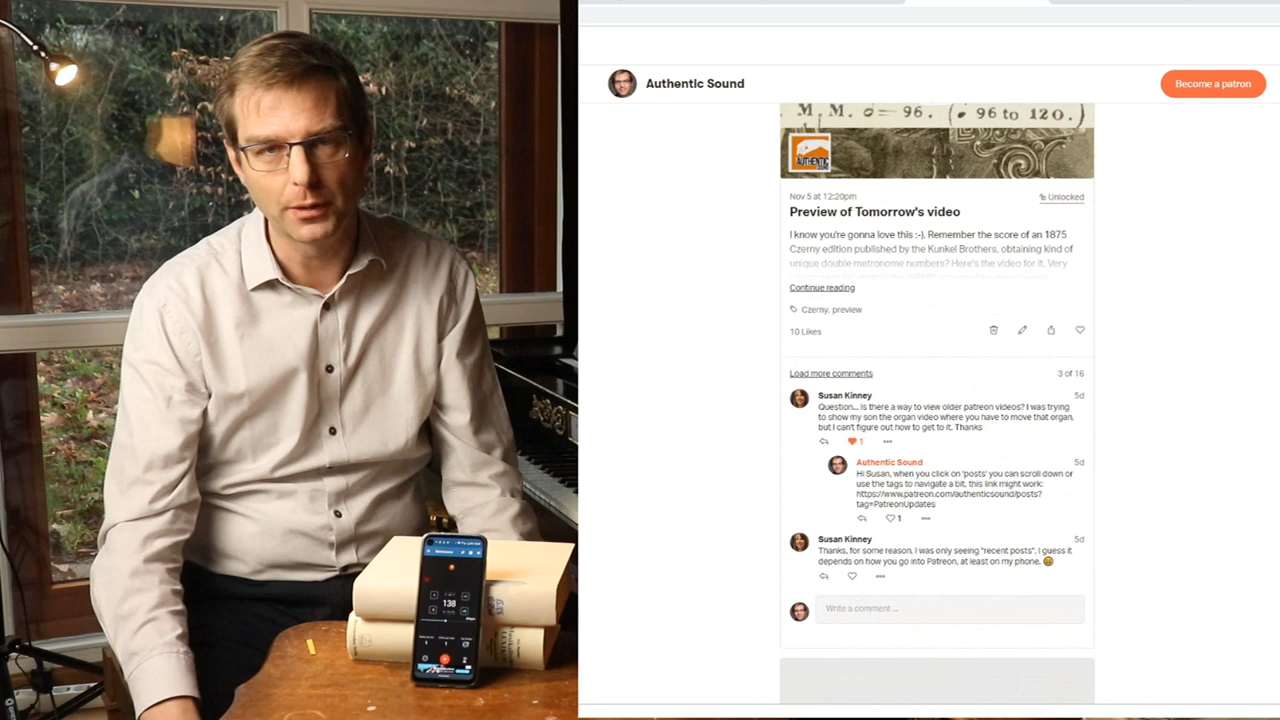 Authentic Sound
Become a patron
M. M. = 96. ( 96 to 120.)
AUTHENTIC
SOUND
Nov 5 at 12:20pm
Unlocked
Preview of Tomorrow's video
I know you're gonna love this :-). Remember the score of an 1875
Czerny edition published by the Kunkel Brothers, obtaining kind of
unique double metronome numbers? Here's the video for it. Very
Continue reading
Czerny, preview
10 Likes
Load more comments
3 of 16
Susan Kinney
5d
Question... Is there a way to view older patreon videos? I was trying
to show my son the organ video where you have to move that organ,
but I can't figure out how to get to it. Thanks
1
Authentic Sound
5d
Hi Susan, when you click on 'posts' you can scroll down or
use the tags to navigate a bit, this link might work:
https://www.patreon.com/authenticsound/posts?
tag=PatreonUpdates
1
Susan Kinney
5d
Thanks, for some reason, I was only seeing "recent posts", I guess it
depends on how you go into Patreon, at least on my phone. 😄
Write a comment ...
138